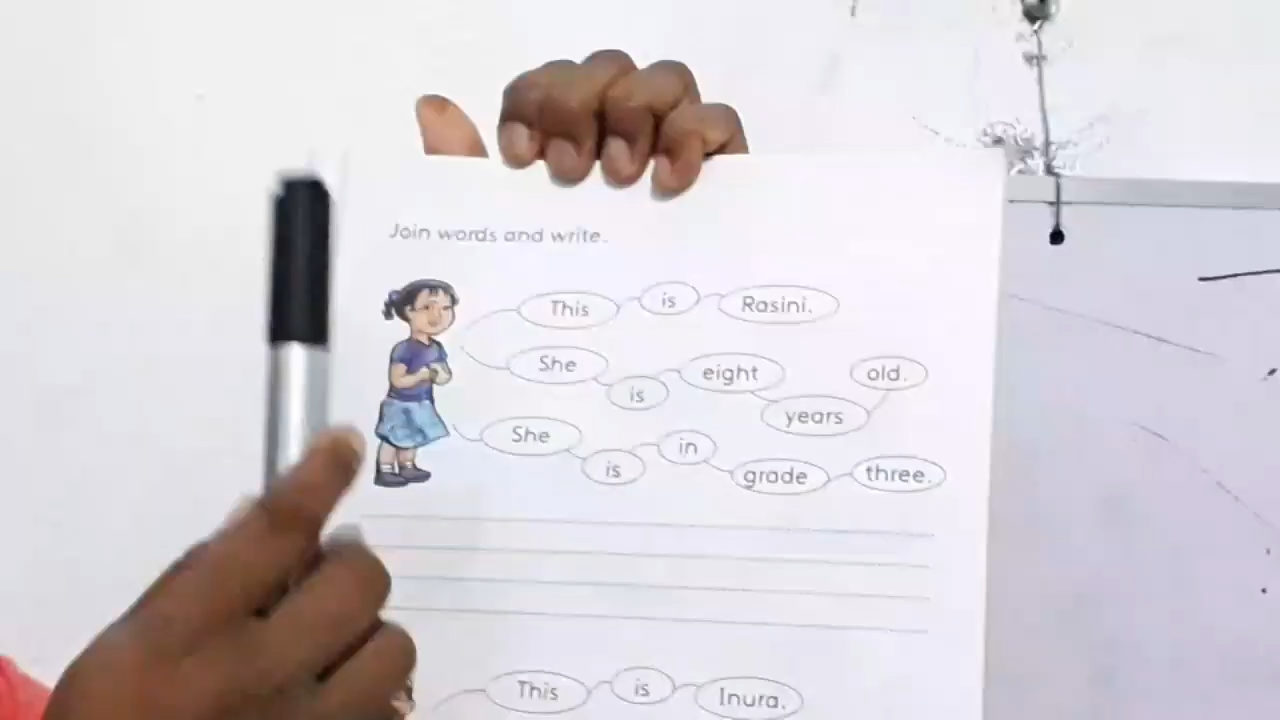 Join words and write.
This is Rasini.
She is eight years old.
She is in grade three.
This is Inura.